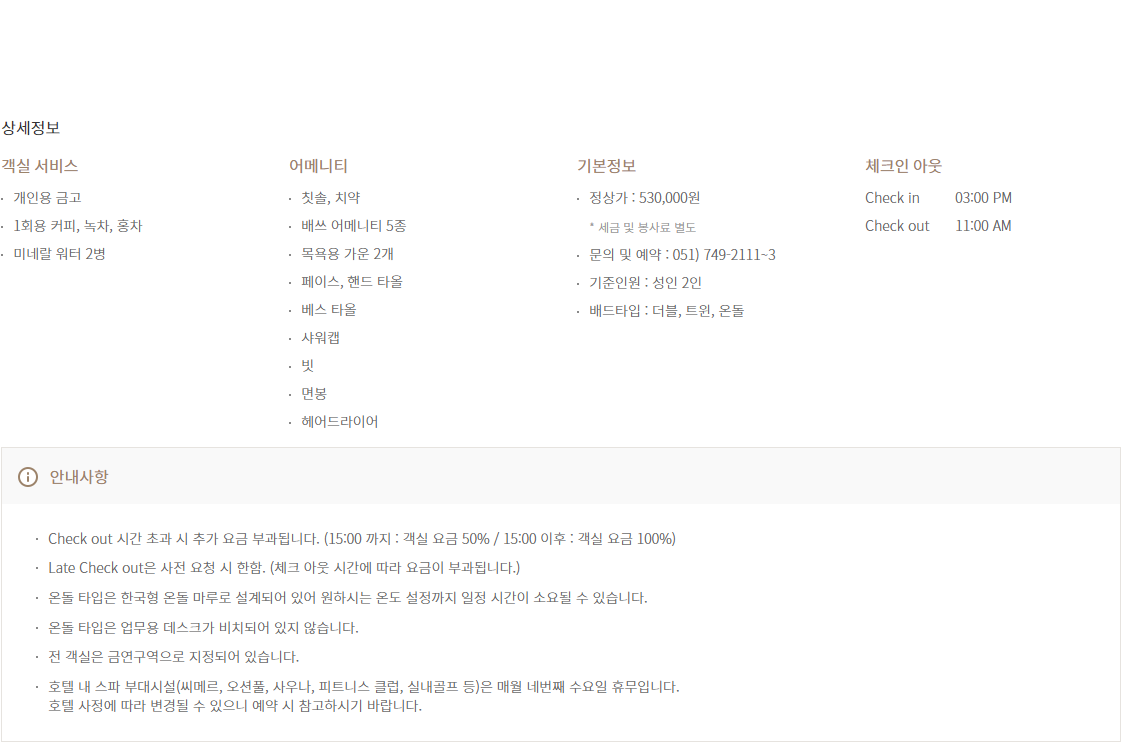 상세정보
객실 서비스
· 개인용 금고
· 1회용 커피, 녹차, 홍차
· 미네랄 워터 2병
어메니티
· 칫솔, 치약
· 배쓰 어메니티 5종
· 목욕용 가운 2개
· 페이스, 핸드 타올
· 베스 타올
· 샤워캡
· 빗
· 면봉
· 헤어드라이어
기본정보
· 정상가 : 530,000원
* 세금 및 봉사료 별도
· 문의 및 예약 : 051) 749-2111~3
· 기준인원 : 성인 2인
· 배드타입 : 더블, 트윈, 온돌
체크인 아웃
Check in 03:00 PM
Check out 11:00 AM
안내사항
· Check out 시간 초과 시 추가 요금 부과됩니다. (15:00 까지 : 객실 요금 50% / 15:00 이후 : 객실 요금 100%)
· Late Check out은 사전 요청 시 한함. (체크 아웃 시간에 따라 요금이 부과됩니다.)
· 온돌 타입은 한국형 온돌 마루로 설계되어 있어 원하시는 온도 설정까지 일정 시간이 소요될 수 있습니다.
· 온돌 타입은 업무용 데스크가 비치되어 있지 않습니다.
· 전 객실은 금연구역으로 지정되어 있습니다.
· 호텔 내 스파 부대시설(씨메르, 오션풀, 사우나, 피트니스 클럽, 실내골프 등)은 매월 네번째 수요일 휴무입니다.
호텔 사정에 따라 변경될 수 있으니 예약 시 참고하시기 바랍니다.